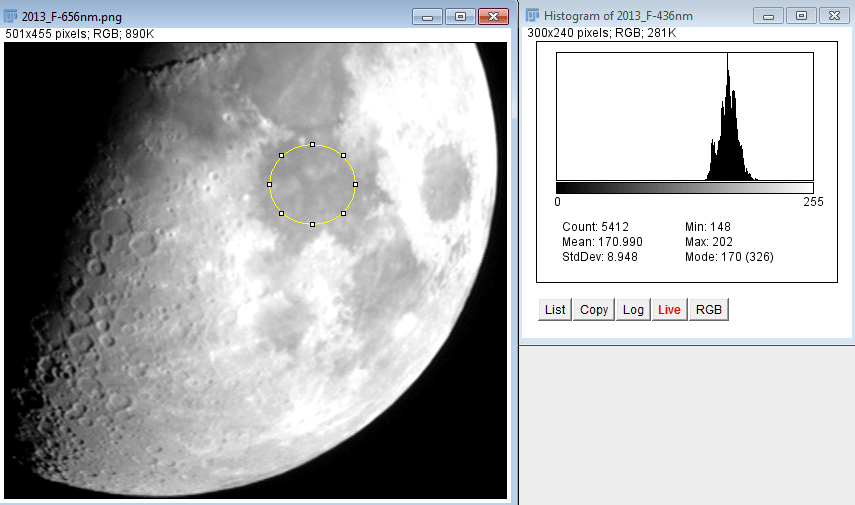 2013_F-656nm.png
501x455 pixels; RGB; 890K
Histogram of 2013_F-436nm
300x240 pixels; RGB; 281K
0 255
Count: 5412 Min: 148
Mean: 170.990 Max: 202
StdDev: 8.948 Mode: 170 (326)
List Copy Log Live RGB